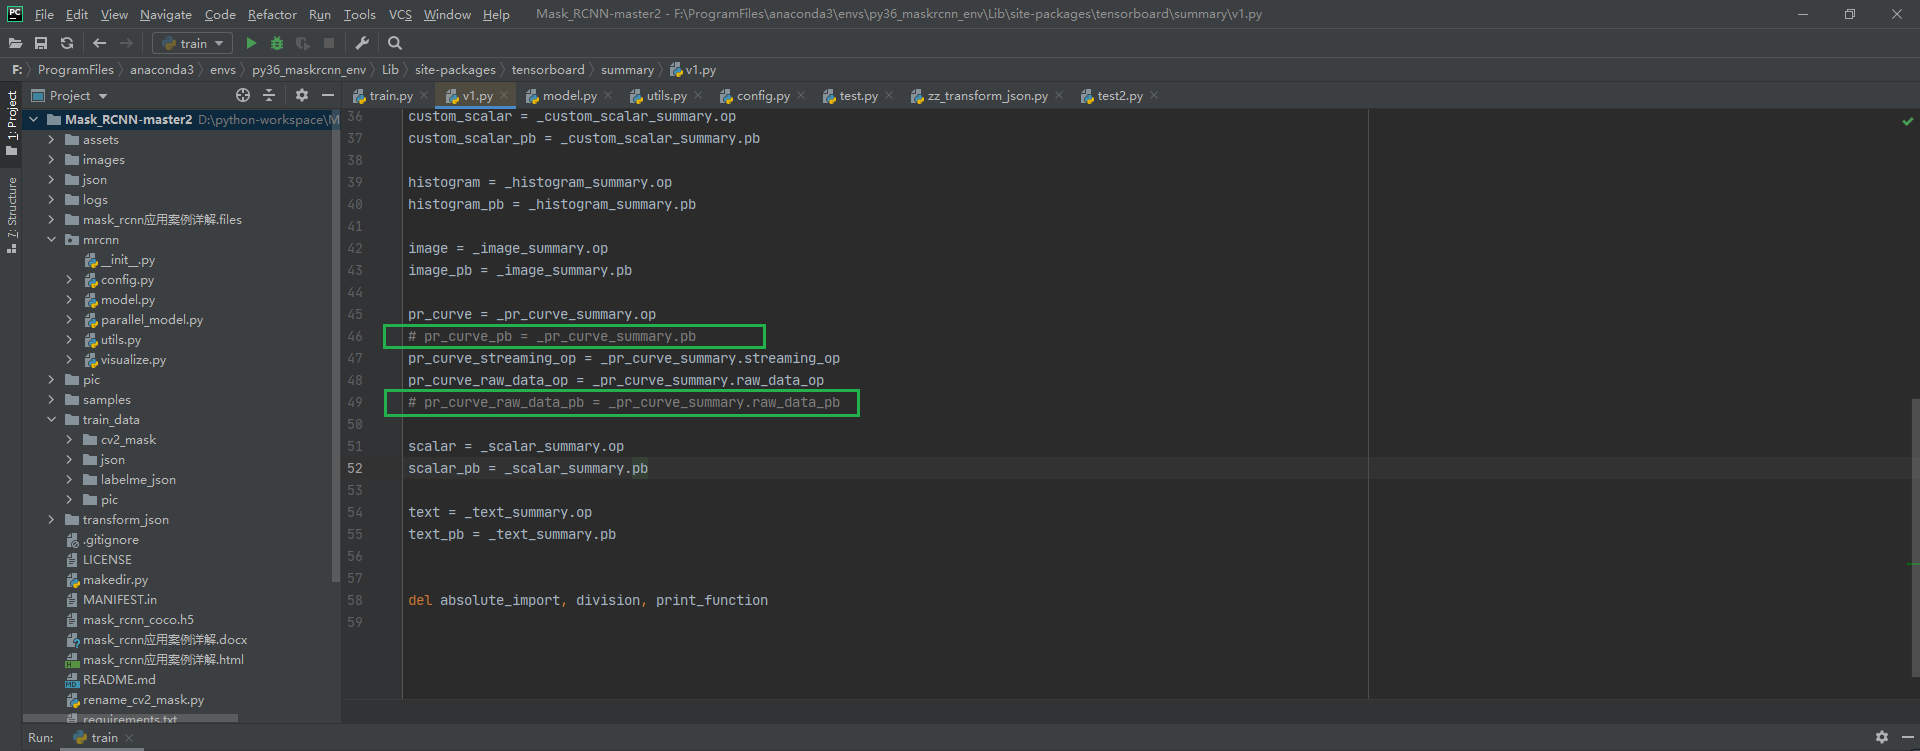 PC File Edit View Navigate Code Refactor Run Tools VCS Window Help Mask_RCNN-master2 - F:\ProgramFiles\anaconda3\envs\py36_maskrcnn_env\Lib\site-packages\tensorboard\summary\v1.py
train
F: ProgramFiles anaconda3 envs py36_maskrcnn_env Lib site-packages tensorboard summary v1.py
1: Project
7: Structure
Project
Mask_RCNN-master2 D:\python-workspace\M
assets
images
json
logs
mask_rcnn应用案例详解.files
mrcnn
__init__.py
config.py
model.py
parallel_model.py
utils.py
visualize.py
pic
samples
train_data
cv2_mask
json
labelme_json
pic
transform_json
.gitignore
LICENSE
makedir.py
MANIFEST.in
mask_rcnn_coco.h5
mask_rcnn应用案例详解.docx
mask_rcnn应用案例详解.html
README.md
rename_cv2_mask.py
requirements.txt
train.py v1.py model.py utils.py config.py test.py zz_transform_json.py test2.py
36 custom_scalar = _custom_scalar_summary.op
37 custom_scalar_pb = _custom_scalar_summary.pb
38
39 histogram = _histogram_summary.op
40 histogram_pb = _histogram_summary.pb
41
42 image = _image_summary.op
43 image_pb = _image_summary.pb
44
45 pr_curve = _pr_curve_summary.op
46 # pr_curve_pb = _pr_curve_summary.pb
47 pr_curve_streaming_op = _pr_curve_summary.streaming_op
48 pr_curve_raw_data_op = _pr_curve_summary.raw_data_op
49 # pr_curve_raw_data_pb = _pr_curve_summary.raw_data_pb
50
51 scalar = _scalar_summary.op
52 scalar_pb = _scalar_summary.pb
53
54 text = _text_summary.op
55 text_pb = _text_summary.pb
56
57
58 del absolute_import, division, print_function
59
Run: train